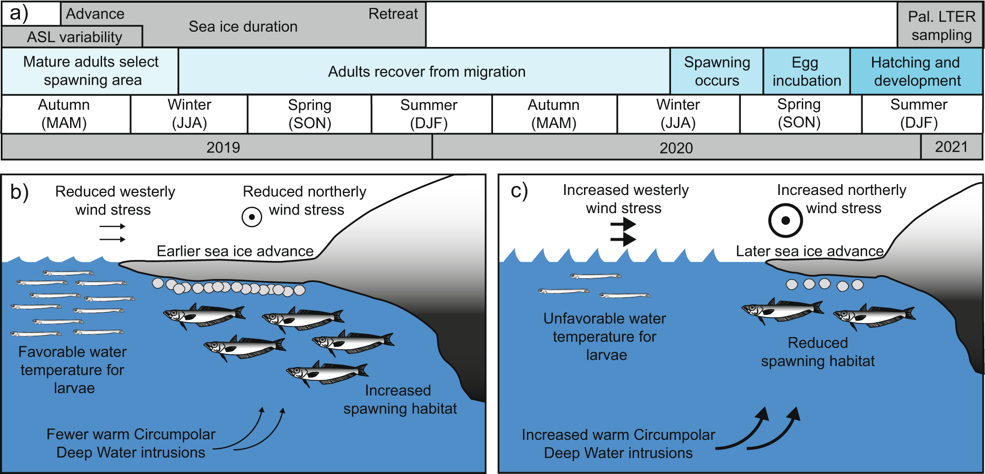 a)
Advance
Retreat
Sea ice duration
ASL variability
Pal. LTER
sampling
Mature adults select
spawning area
Adults recover from migration
Spawning
occurs
Egg
incubation
Hatching and
development
Autumn
(MAM)
Winter
(JJA)
Spring
(SON)
Summer
(DJF)
Autumn
(MAM)
Winter
(JJA)
Spring
(SON)
Summer
(DJF)
2019
2020
2021
b)
Reduced westerly
wind stress
Reduced northerly
wind stress
Earlier sea ice advance
Favorable water
temperature for
larvae
Increased
spawning habitat
Fewer warm Circumpolar
Deep Water intrusions
c)
Increased westerly
wind stress
Increased northerly
wind stress
Later sea ice advance
Unfavorable water
temperature for
larvae
Reduced
spawning habitat
Increased warm Circumpolar
Deep Water intrusions